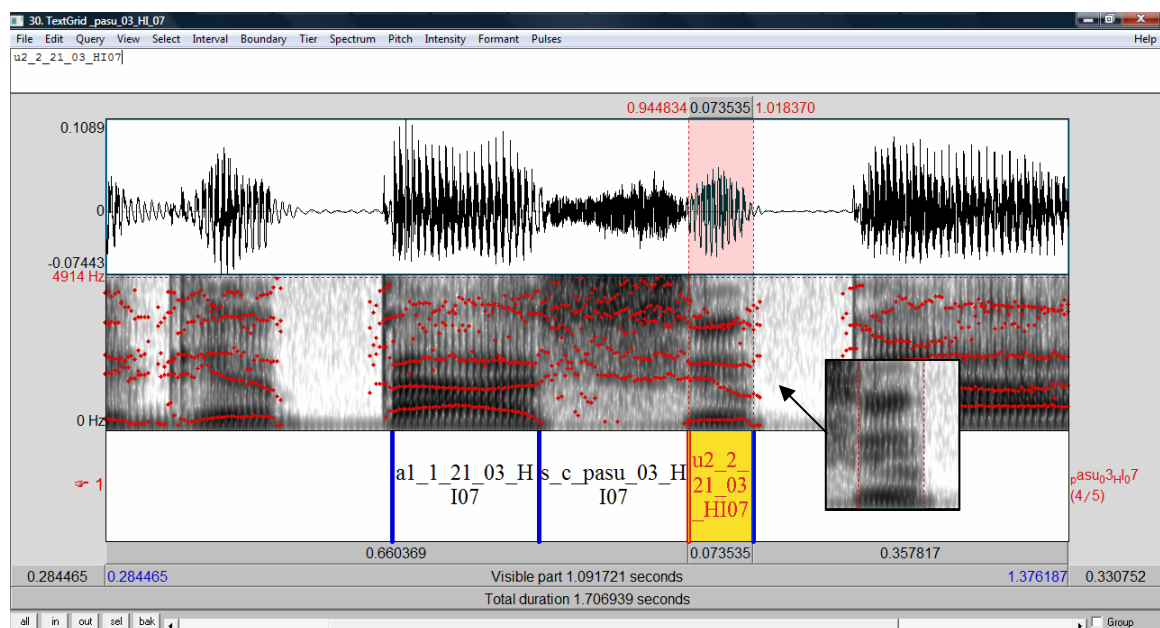 30. TextGrid _pasu_03_HI_07
File Edit Query View Select Interval Boundary Tier Spectrum Pitch Intensity Formant Pulses Help
u2_2_21_03_HI07
0.944834 0.073535 1.018370
0.1089
0
-0.07443
4914 Hz
0 Hz
a1_1_21_03_H
I07
s_c_pasu_03_H
I07
u2_2_
21_03
_HI07
☞ 1
pasu03HI07
(4/5)
0.660369 0.073535 0.357817
0.284465 0.284465 Visible part 1.091721 seconds 1.376187 0.330752
Total duration 1.706939 seconds
all in out sel bak Group